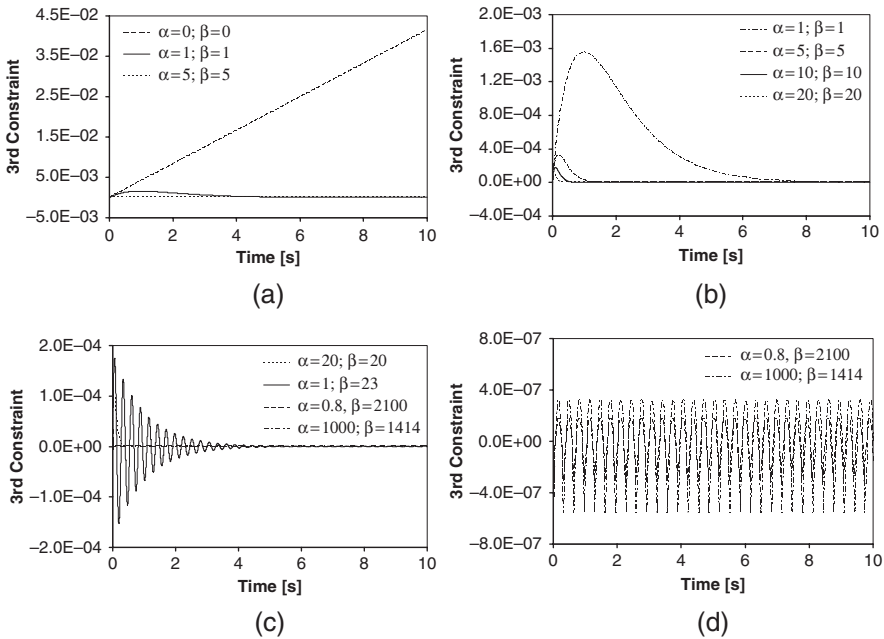 4.5E−02
3.5E−02
2.5E−02
1.5E−02
5.0E−03
−5.0E−03
3rd Constraint
α=0; β=0
α=1; β=1
α=5; β=5
0 2 4 6 8 10
Time [s]
(a)
2.0E−03
1.6E−03
1.2E−03
8.0E−04
4.0E−04
0.0E+00
−4.0E−04
3rd Constraint
α=1; β=1
α=5; β=5
α=10; β=10
α=20; β=20
0 2 4 6 8 10
Time [s]
(b)
2.0E−04
1.0E−04
0.0E+00
−1.0E−04
−2.0E−04
3rd Constraint
α=20; β=20
α=1; β=23
α=0.8, β=2100
α=1000; β=1414
0 2 4 6 8 10
Time [s]
(c)
8.0E−07
4.0E−07
0.0E+00
−4.0E−07
−8.0E−07
3rd Constraint
α=0.8, β=2100
α=1000; β=1414
0 1 2 3 4 5 6 7 8 9 10
Time [s]
(d)